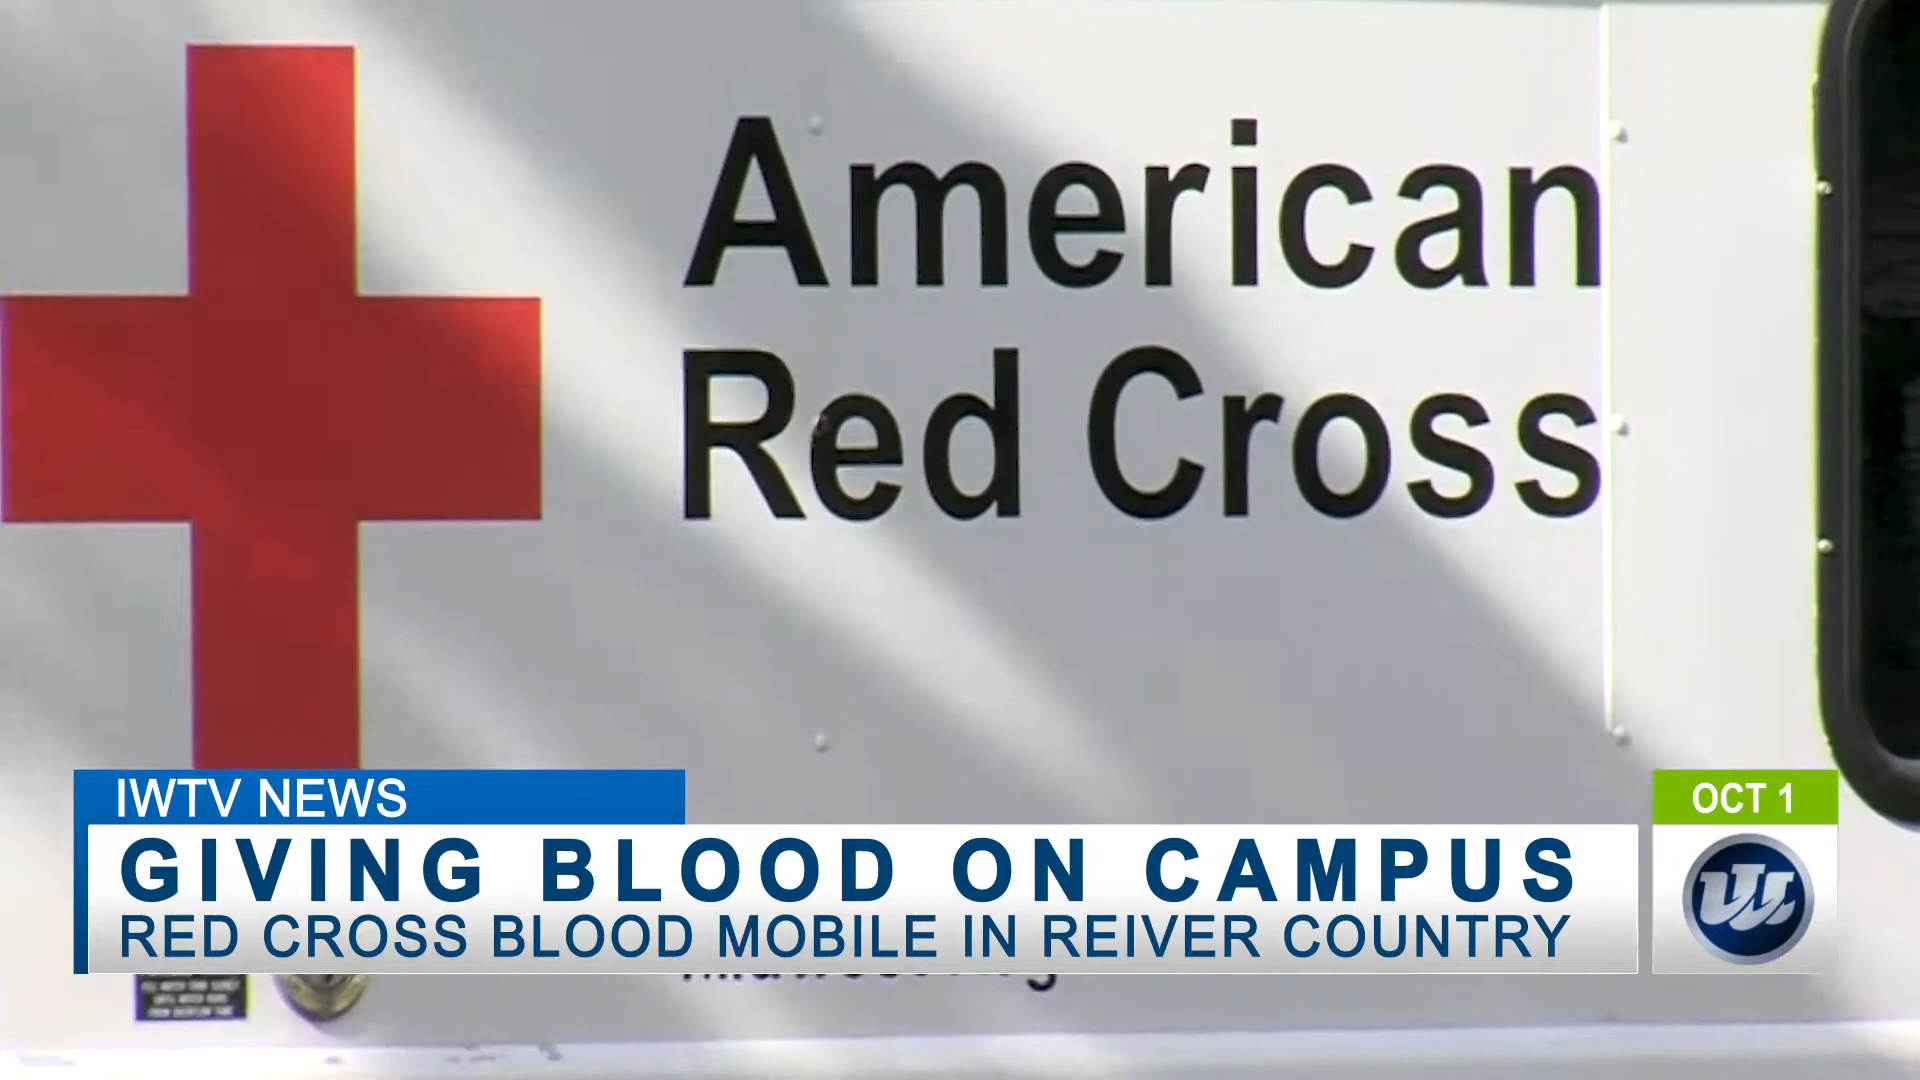 American
Red Cross
IWTV NEWS
OCT 1
GIVING BLOOD ON CAMPUS
RED CROSS BLOOD MOBILE IN REIVER COUNTRY